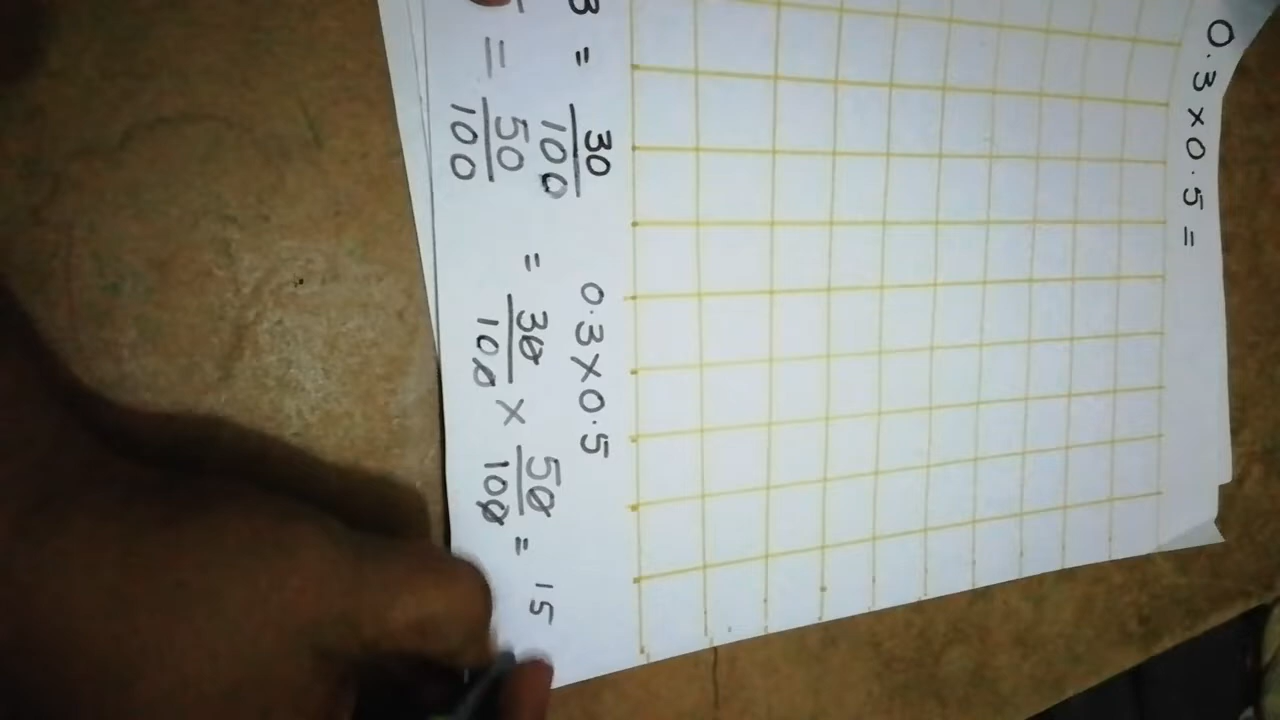 0.3 × 0.5 =
3 = 30/100
= 50/100
0.3 × 0.5
= 30/100 × 50/100 = 15